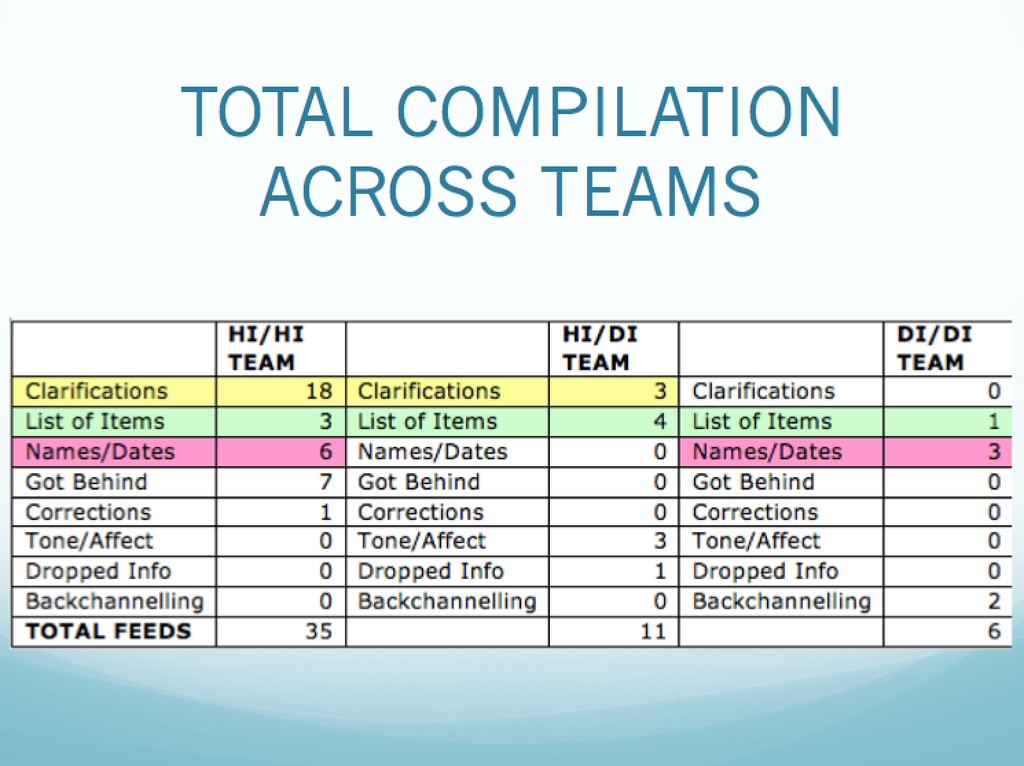 TOTAL COMPILATION
ACROSS TEAMS
HI/HI TEAM HI/DI TEAM DI/DI TEAM
Clarifications 18 Clarifications 3 Clarifications 0
List of Items 3 List of Items 4 List of Items 1
Names/Dates 6 Names/Dates 0 Names/Dates 3
Got Behind 7 Got Behind 0 Got Behind 0
Corrections 1 Corrections 0 Corrections 0
Tone/Affect 0 Tone/Affect 3 Tone/Affect 0
Dropped Info 0 Dropped Info 1 Dropped Info 0
Backchannelling 0 Backchannelling 0 Backchannelling 2
TOTAL FEEDS 35 11 6